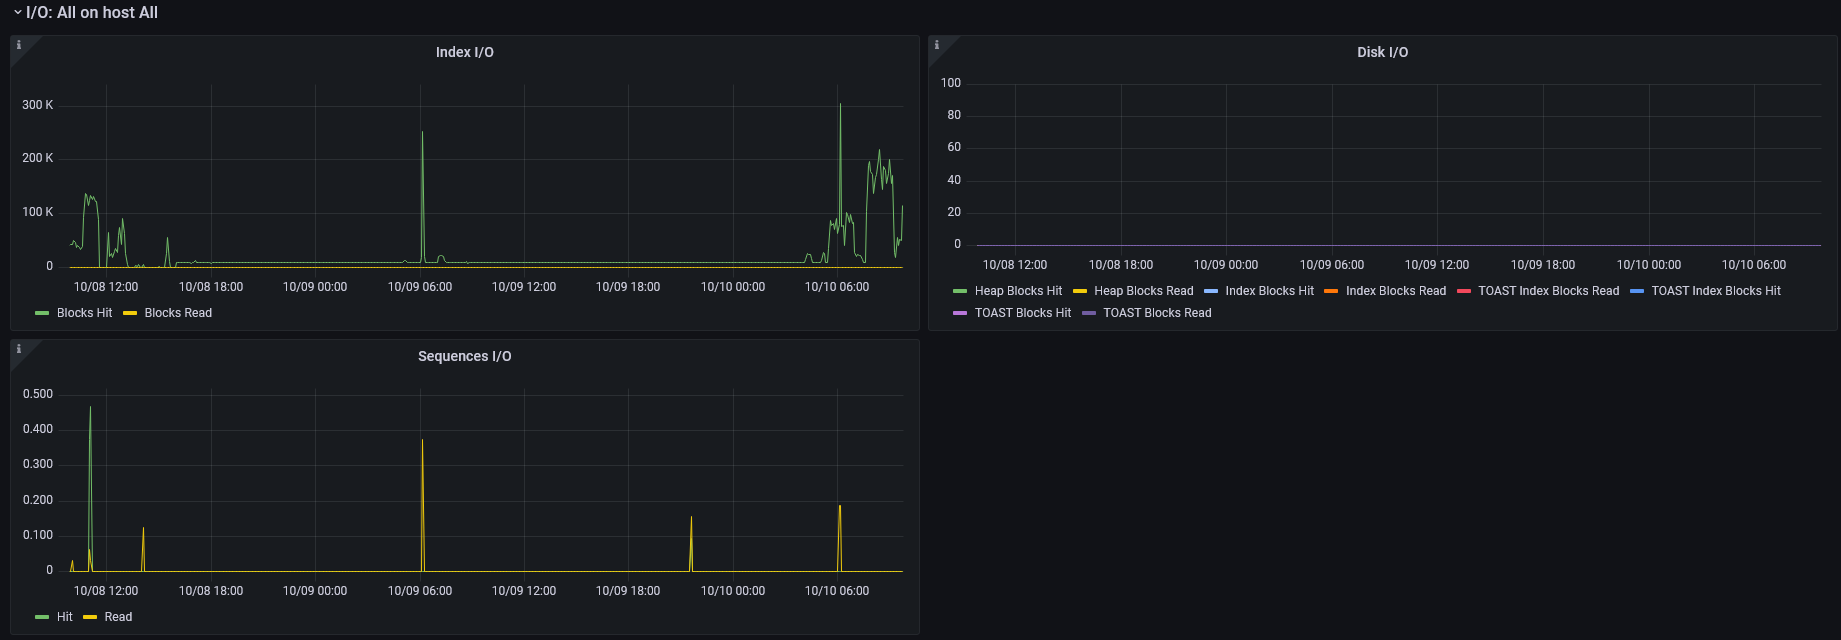 I/O: All on host All
Index I/O
300 K
200 K
100 K
0
10/08 12:00 10/08 18:00 10/09 00:00 10/09 06:00 10/09 12:00 10/09 18:00 10/10 00:00 10/10 06:00
Blocks Hit Blocks Read
Disk I/O
100
80
60
40
20
0
10/08 12:00 10/08 18:00 10/09 00:00 10/09 06:00 10/09 12:00 10/09 18:00 10/10 00:00 10/10 06:00
Heap Blocks Hit Heap Blocks Read Index Blocks Hit Index Blocks Read TOAST Index Blocks Read TOAST Index Blocks Hit
TOAST Blocks Hit TOAST Blocks Read
Sequences I/O
0.500
0.400
0.300
0.200
0.100
0
10/08 12:00 10/08 18:00 10/09 00:00 10/09 06:00 10/09 12:00 10/09 18:00 10/10 00:00 10/10 06:00
Hit Read